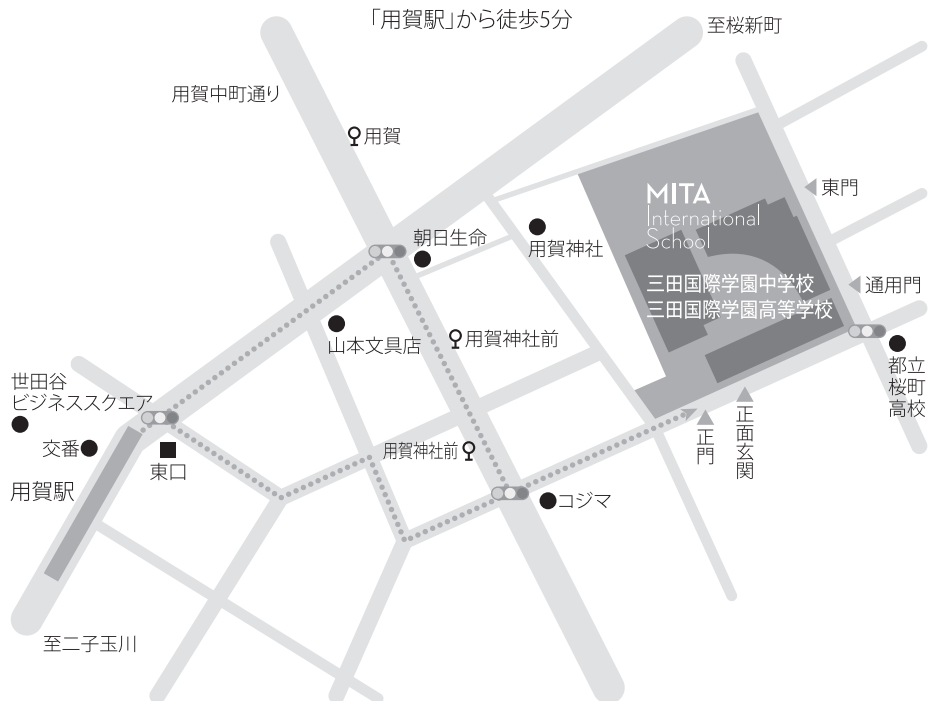 「用賀駅」から徒歩5分
至桜新町
用賀中町通り
用賀
東門
MITA
International
School
朝日生命
用賀神社
三田国際学園中学校
三田国際学園高等学校
通用門
山本文具店
用賀神社前
都立
桜町
高校
世田谷
ビジネススクエア
交番
東口
用賀神社前
正門
正面玄関
用賀駅
コジマ
至二子玉川